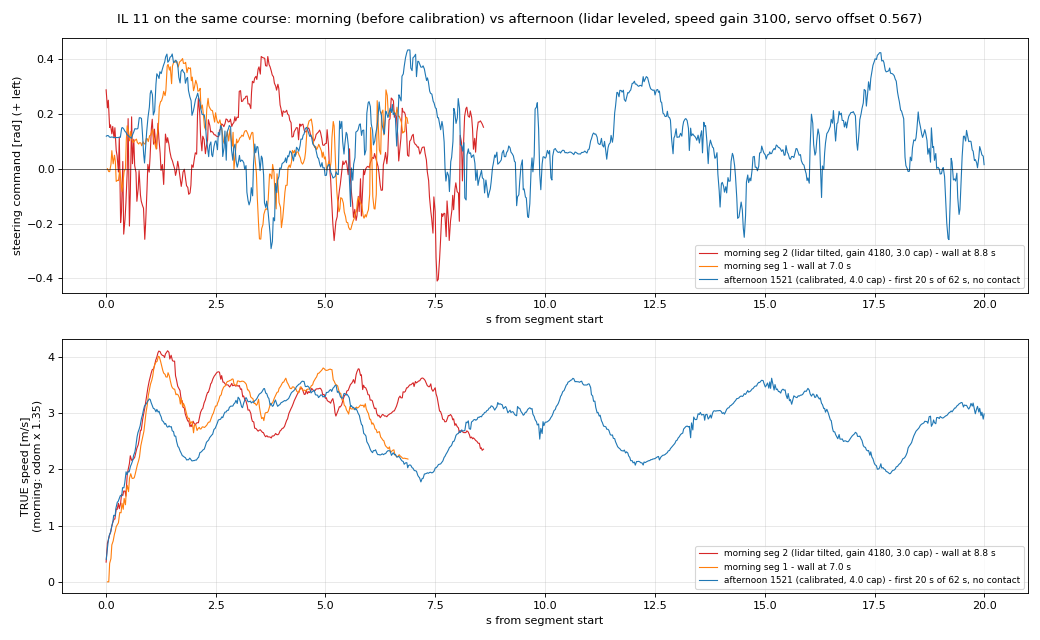 IL 11 on the same course: morning (before calibration) vs afternoon (lidar leveled, speed gain 3100, servo offset 0.567)
steering command [rad] (+ left)
0.4
0.2
0.0
−0.2
−0.4
morning seg 2 (lidar tilted, gain 4180, 3.0 cap) - wall at 8.8 s
morning seg 1 - wall at 7.0 s
afternoon 1521 (calibrated, 4.0 cap) - first 20 s of 62 s, no contact
0.0 2.5 5.0 7.5 10.0 12.5 15.0 17.5 20.0
s from segment start
TRUE speed [m/s]
(morning: odom x 1.35)
4
3
2
1
0
morning seg 2 (lidar tilted, gain 4180, 3.0 cap) - wall at 8.8 s
morning seg 1 - wall at 7.0 s
afternoon 1521 (calibrated, 4.0 cap) - first 20 s of 62 s, no contact
0.0 2.5 5.0 7.5 10.0 12.5 15.0 17.5 20.0
s from segment start